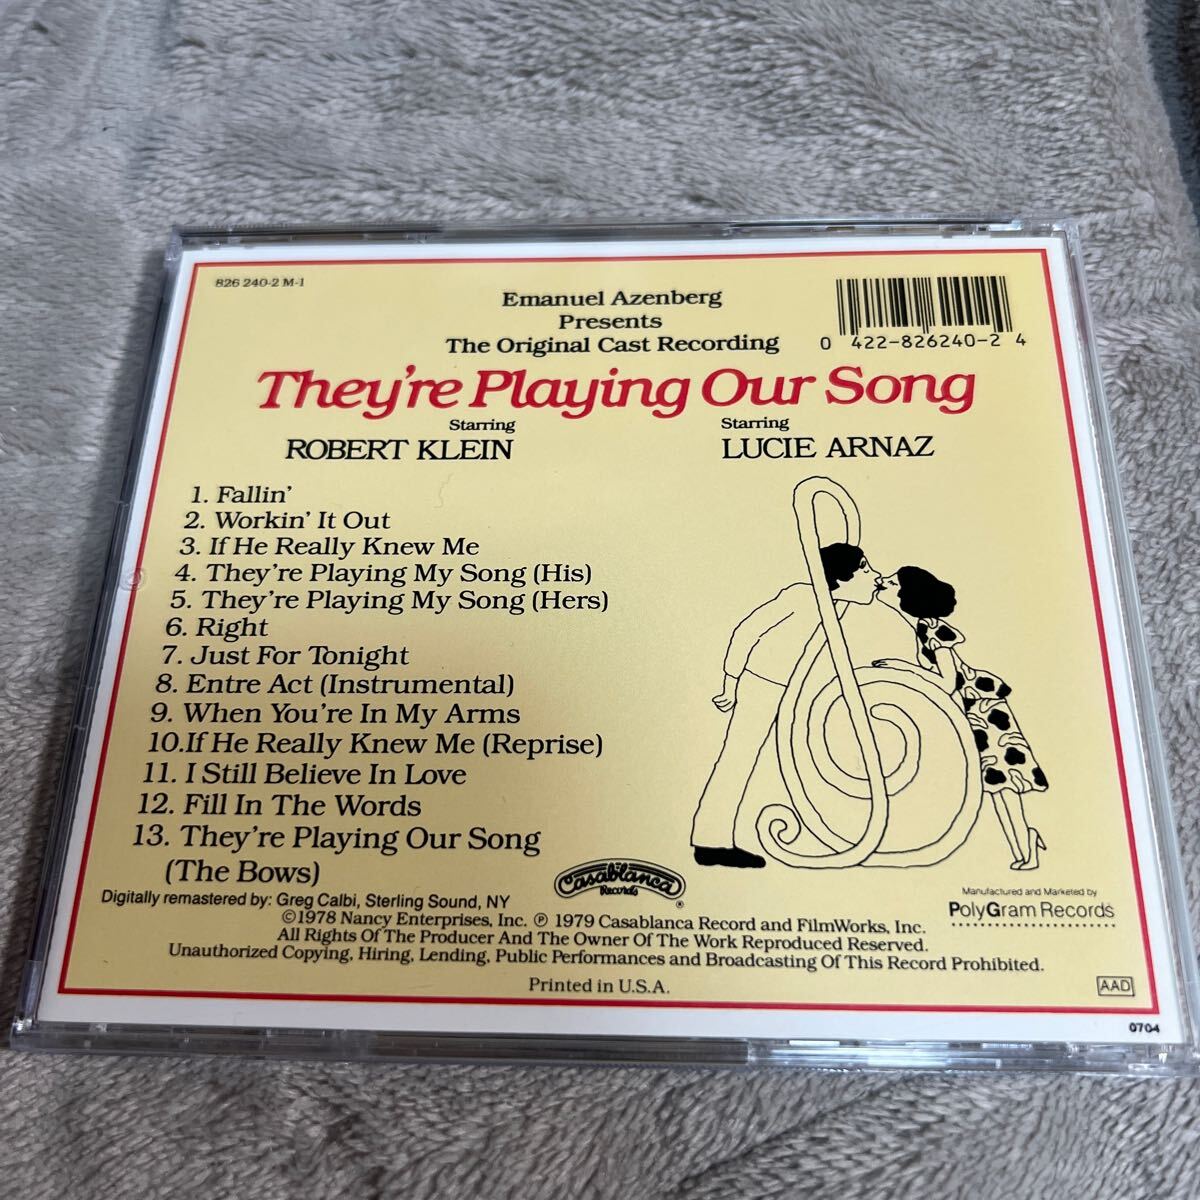 826 240-2 M-1
Emanuel Azenberg
Presents
The Original Cast Recording
0 422-826240-2 4
They're Playing Our Song
Starring
ROBERT KLEIN
Starring
LUCIE ARNAZ
1. Fallin'
2. Workin' It Out
3. If He Really Knew Me
4. They're Playing My Song (His)
5. They're Playing My Song (Hers)
6. Right
7. Just For Tonight
8. Entre Act (Instrumental)
9. When You're In My Arms
10.If He Really Knew Me (Reprise)
11. I Still Believe In Love
12. Fill In The Words
13. They're Playing Our Song
(The Bows)
Casablanca
Records
®
Manufactured and Marketed by
PolyGram Records
Digitally remastered by: Greg Calbi, Sterling Sound, NY
©1978 Nancy Enterprises, Inc. ℗ 1979 Casablanca Record and FilmWorks, Inc.
All Rights Of The Producer And The Owner Of The Work Reproduced Reserved.
Unauthorized Copying, Hiring, Lending, Public Performances and Broadcasting Of This Record Prohibited.
Printed in U.S.A.
AAD
0704